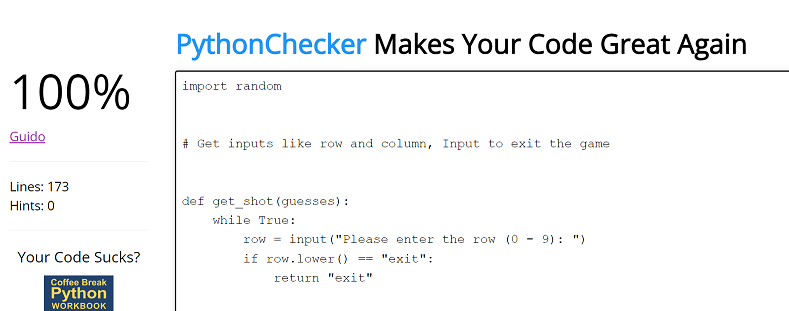 PythonChecker Makes Your Code Great Again
100%
Guido
Lines: 173
Hints: 0
Your Code Sucks?
Coffee Break
Python
WORKBOOK
import random
# Get inputs like row and column, Input to exit the game
def get_shot(guesses):
    while True:
        row = input("Please enter the row (0 - 9): ")
        if row.lower() == "exit":
            return "exit"